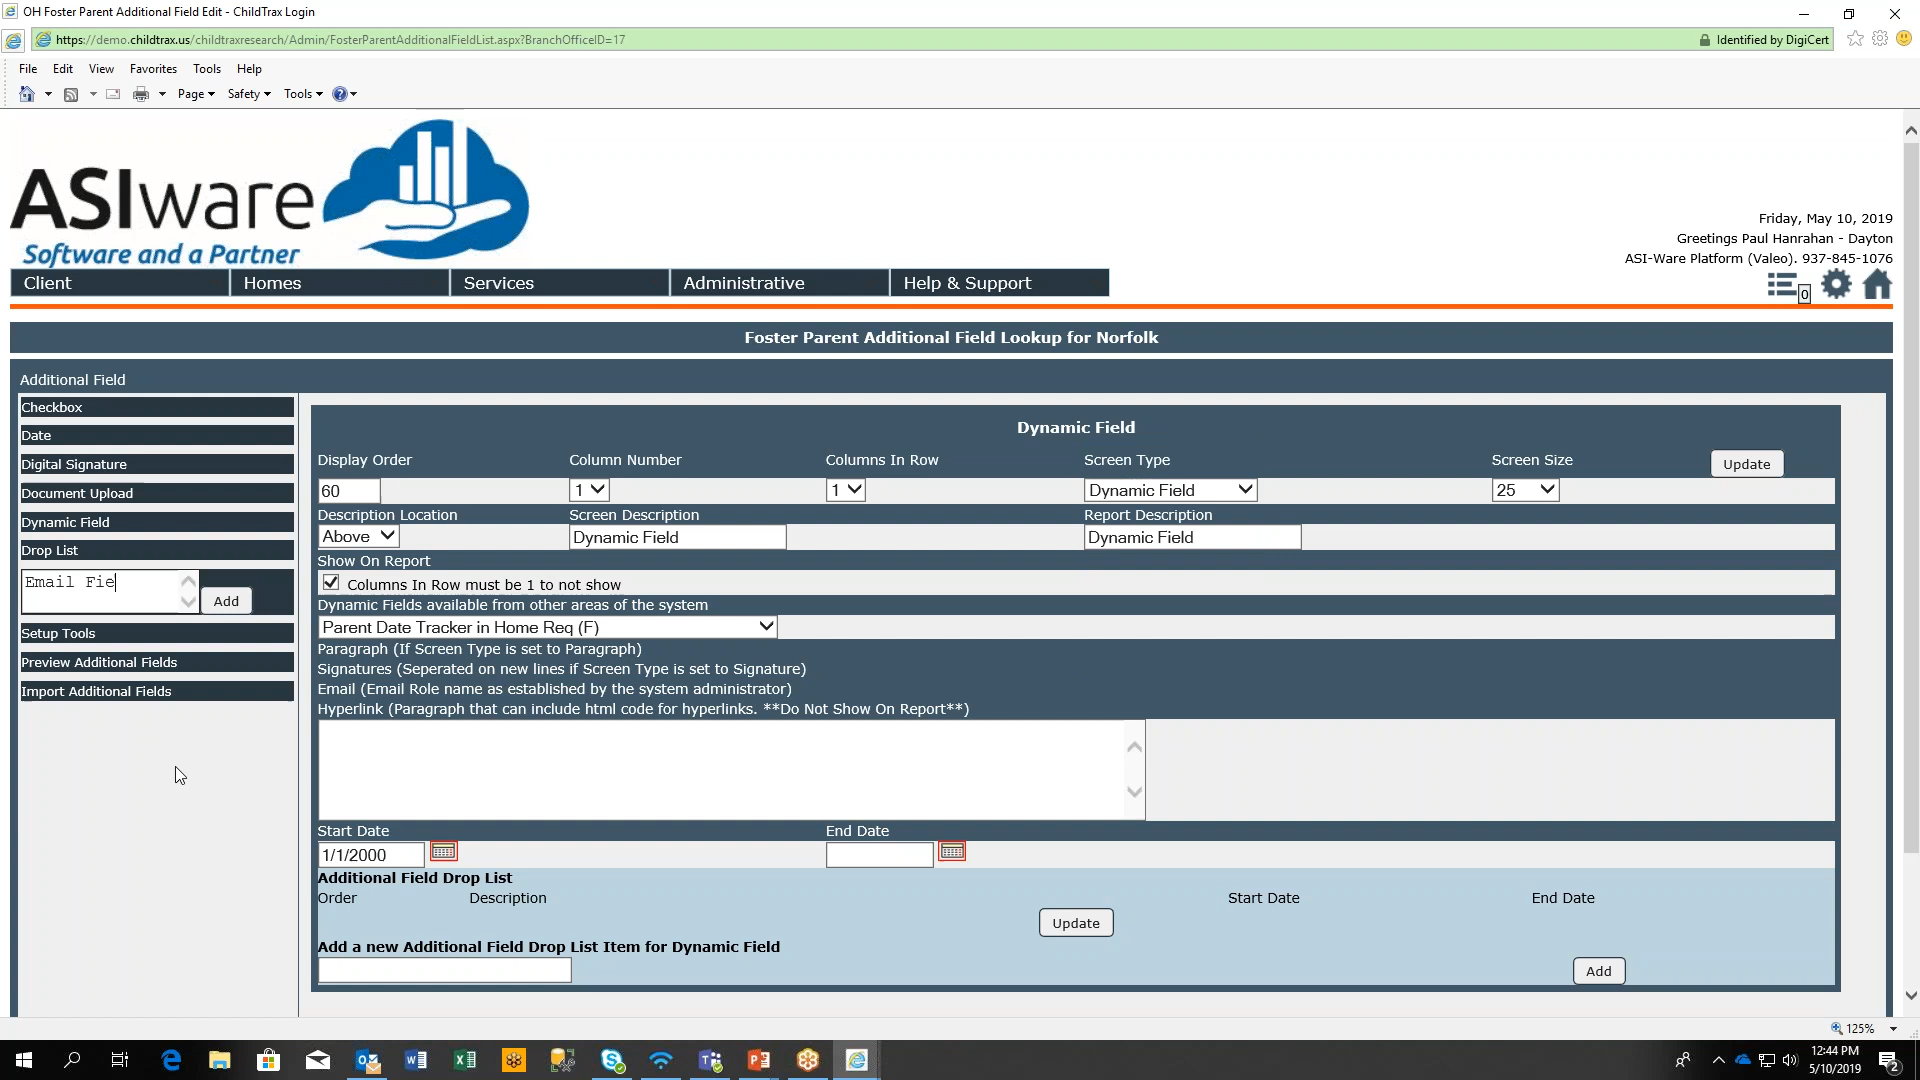 OH Foster Parent Additional Field Edit - ChildTrax Login
https://demo.childtrax.us/childtraxresearch/Admin/FosterParentAdditionalFieldList.aspx?BranchOfficeID=17
Identified by DigiCert
File Edit View Favorites Tools Help
Page Safety Tools
ASIware
Software and a Partner
Friday, May 10, 2019
Greetings Paul Hanrahan - Dayton
ASI-Ware Platform (Valeo). 937-845-1076
Client Homes Services Administrative Help & Support
0
Foster Parent Additional Field Lookup for Norfolk
Additional Field
Checkbox
Date
Digital Signature
Document Upload
Dynamic Field
Drop List
Email Fie
Add
Setup Tools
Preview Additional Fields
Import Additional Fields
Dynamic Field
Display Order Column Number Columns In Row Screen Type Screen Size Update
60 1 1 Dynamic Field 25
Description Location Screen Description Report Description
Above Dynamic Field Dynamic Field
Show On Report
Columns In Row must be 1 to not show
Dynamic Fields available from other areas of the system
Parent Date Tracker in Home Req (F)
Paragraph (If Screen Type is set to Paragraph)
Signatures (Seperated on new lines if Screen Type is set to Signature)
Email (Email Role name as established by the system administrator)
Hyperlink (Paragraph that can include html code for hyperlinks. **Do Not Show On Report**)
Start Date End Date
1/1/2000
Additional Field Drop List
Order Description Start Date End Date
Update
Add a new Additional Field Drop List Item for Dynamic Field
Add
125%
12:44 PM
5/10/2019
2